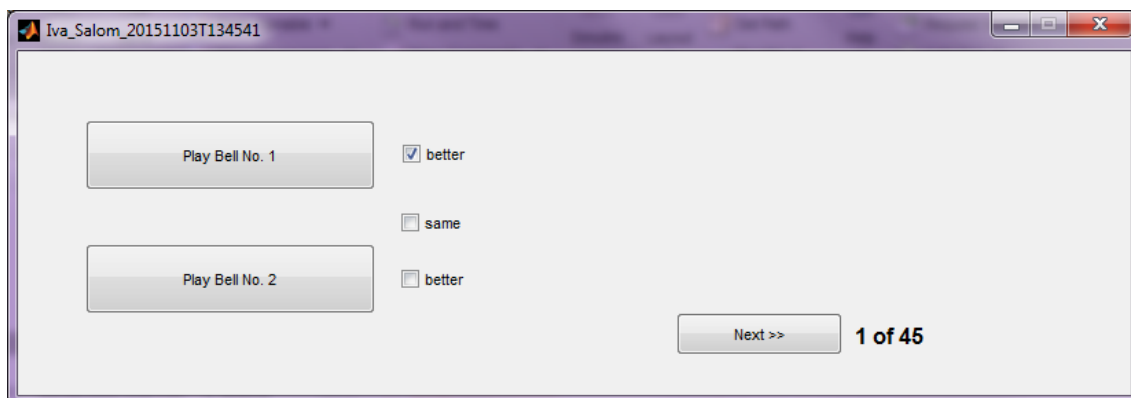 Iva_Salom_20151103T134541
Play Bell No. 1
better
same
Play Bell No. 2
better
Next >>
1 of 45